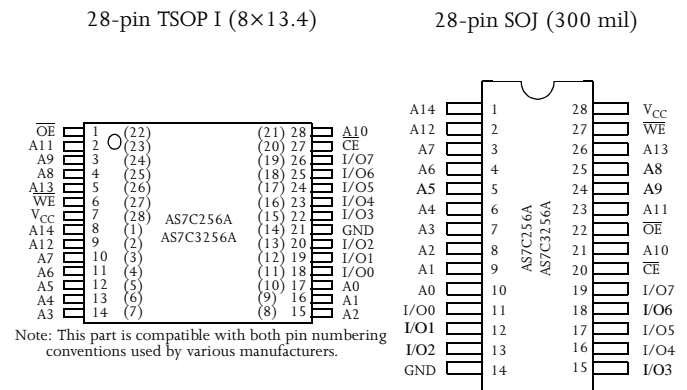 28-pin TSOP I (8×13.4)
28-pin SOJ (300 mil)
OE 1 (22) (21) 28 A10
A11 2 (23) (20) 27 CE
A9 3 (24) (19) 26 I/O7
A8 4 (25) (18) 25 I/O6
A13 5 (26) (17) 24 I/O5
WE 6 (27) (16) 23 I/O4
VCC 7 (28) (15) 22 I/O3
A14 8 (1) (14) 21 GND
A12 9 (2) (13) 20 I/O2
A7 10 (3) (12) 19 I/O1
A6 11 (4) (11) 18 I/O0
A5 12 (5) (10) 17 A0
A4 13 (6) (9) 16 A1
A3 14 (7) (8) 15 A2
AS7C256A
AS7C3256A
Note: This part is compatible with both pin numbering
conventions used by various manufacturers.
A14 1 28 VCC
A12 2 27 WE
A7 3 26 A13
A6 4 25 A8
A5 5 24 A9
A4 6 23 A11
A3 7 22 OE
A2 8 21 A10
A1 9 20 CE
A0 10 19 I/O7
I/O0 11 18 I/O6
I/O1 12 17 I/O5
I/O2 13 16 I/O4
GND 14 15 I/O3
AS7C256A
AS7C3256A